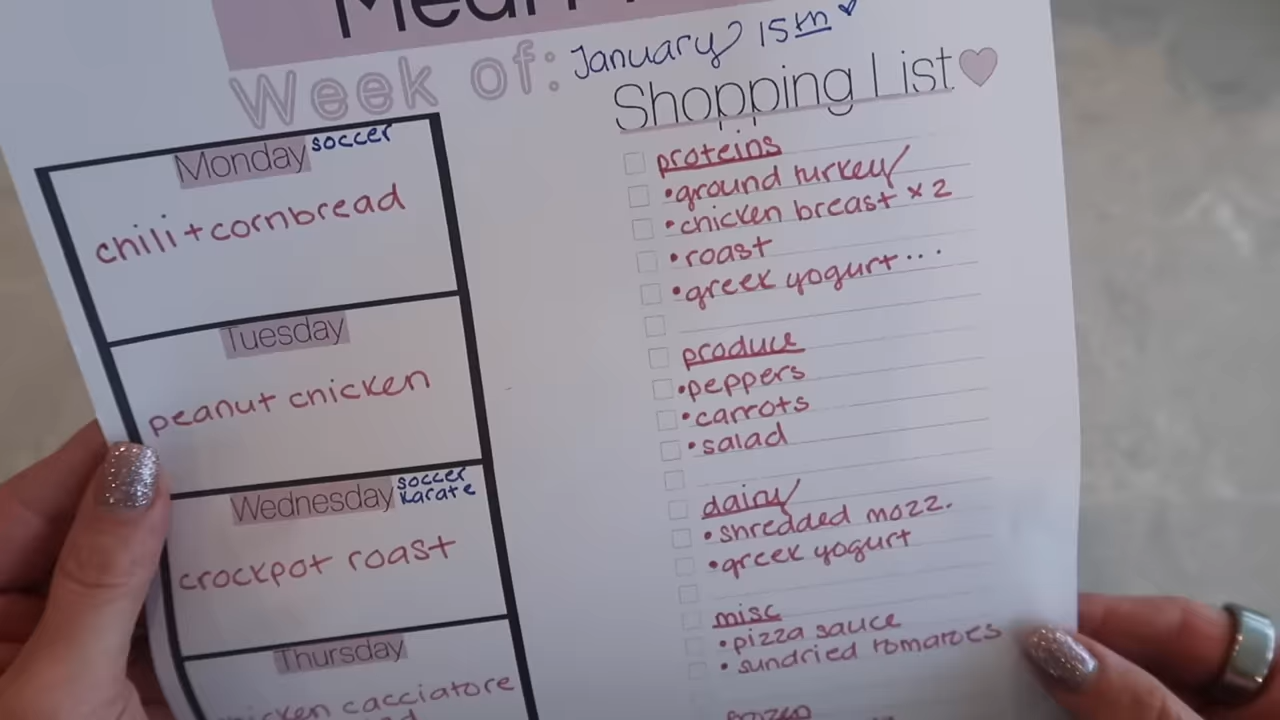 Week of: January 15th
Monday soccer
chili + cornbread
Tuesday
peanut chicken
Wednesday soccer karate
crockpot roast
Thursday
cacciatore
Shopping List
proteins
• ground turkey
• chicken breast x 2
• roast
• greek yogurt...
produce
• peppers
• carrots
• salad
dairy
• shredded mozz.
• greek yogurt
misc
• pizza sauce
• sundried tomatoes
frozen